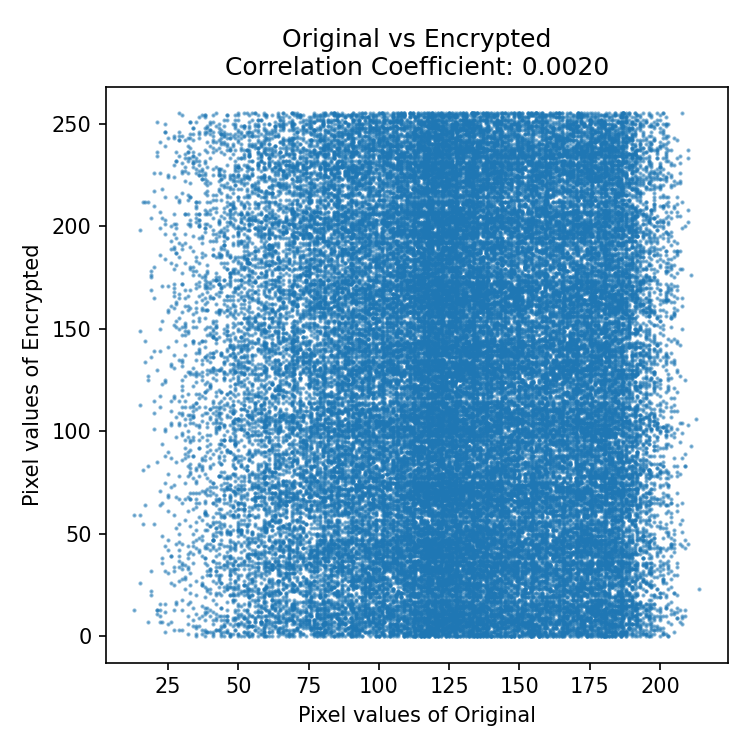 Original vs Encrypted
Correlation Coefficient: 0.0020
Pixel values of Encrypted
250
200
150
100
50
0
25 50 75 100 125 150 175 200
Pixel values of Original